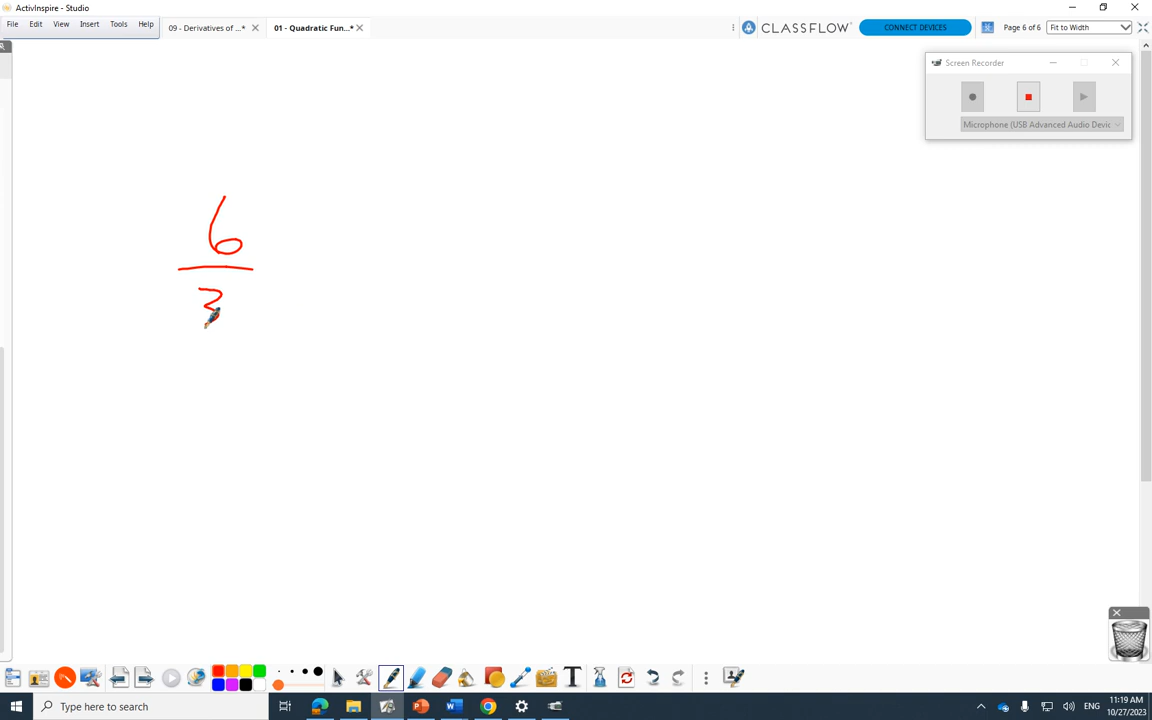 ActivInspire - Studio
File Edit View Insert Tools Help
09 - Derivatives of ...*
01 - Quadratic Fun...*
CLASSFLOW
CONNECT DEVICES
Page 6 of 6
Fit to Width
Screen Recorder
Microphone (USB Advanced Audio Devic
6
3
T
Type here to search
ENG
11:19 AM
10/27/2023